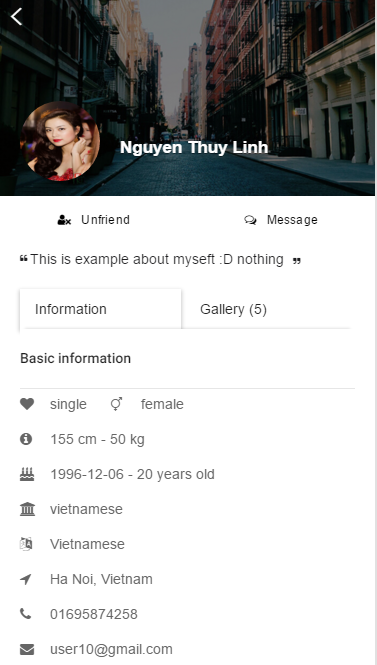 Nguyen Thuy Linh
Unfriend Message
❝ This is example about myseft :D nothing ❞
Information Gallery (5)
Basic information
single female
155 cm - 50 kg
1996-12-06 - 20 years old
vietnamese
Vietnamese
Ha Noi, Vietnam
01695874258
user10@gmail.com